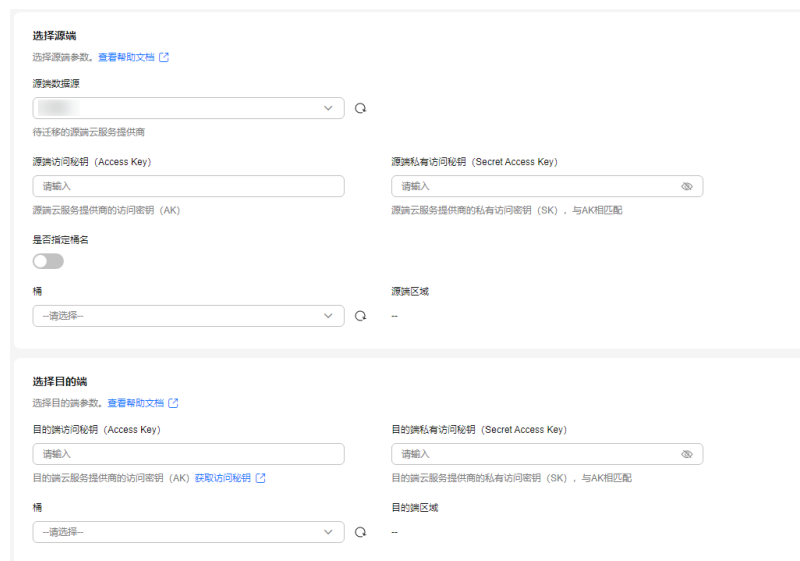 选择源端
选择源端参数。查看帮助文档
源端数据源
待迁移的源端云服务提供商
源端访问秘钥（Access Key） 源端私有访问秘钥（Secret Access Key）
请输入 请输入
源端云服务提供商的访问密钥（AK） 源端云服务提供商的私有访问密钥（SK），与AK相匹配
是否指定桶名
桶 源端区域
--请选择-- --
选择目的端
选择目的端参数。查看帮助文档
目的端访问秘钥（Access Key） 目的端私有访问秘钥（Secret Access Key）
请输入 请输入
目的端云服务提供商的访问密钥（AK）获取访问秘钥 目的端云服务提供商的私有访问密钥（SK），与AK相匹配
桶 目的端区域
--请选择-- --